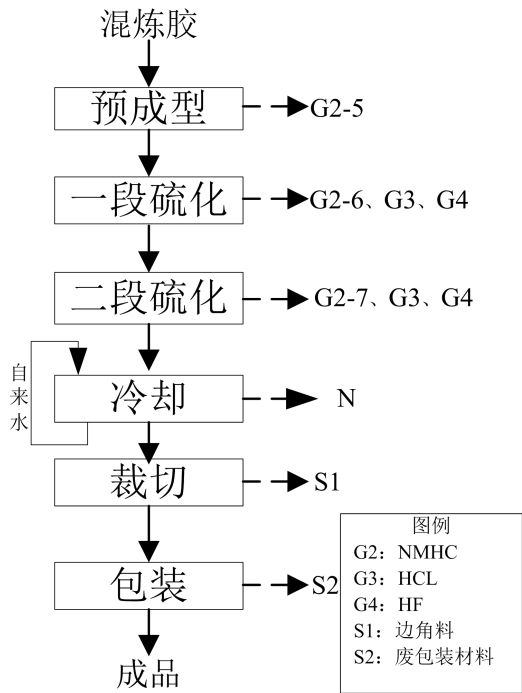 混炼胶
预成型
G2-5
一段硫化
G2-6、G3、G4
二段硫化
G2-7、G3、G4
自来水
冷却
N
裁切
S1
包装
S2
成品
图例
G2：NMHC
G3：HCL
G4：HF
S1：边角料
S2：废包装材料